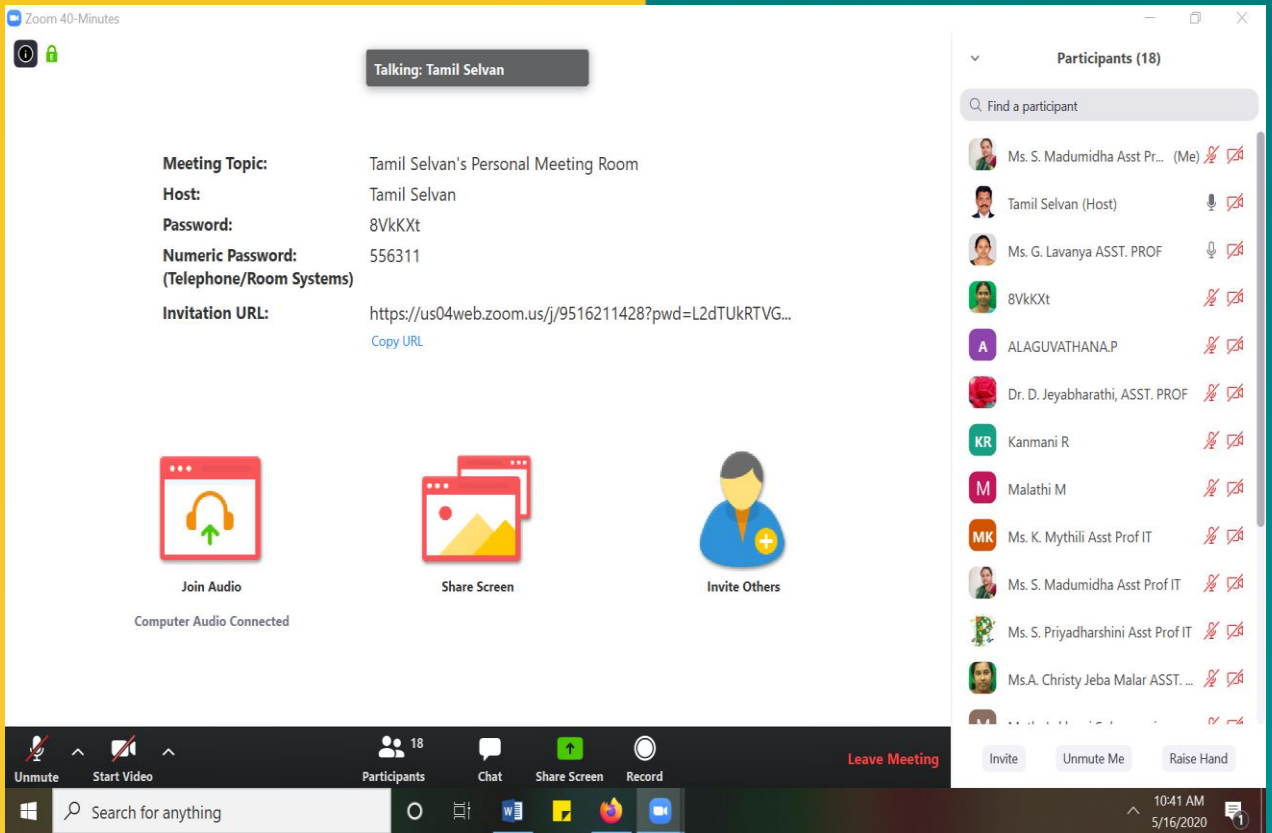 Zoom 40-Minutes
Talking: Tamil Selvan
Meeting Topic: Tamil Selvan's Personal Meeting Room
Host: Tamil Selvan
Password: 8VkKXt
Numeric Password: 556311
(Telephone/Room Systems)
Invitation URL: https://us04web.zoom.us/j/9516211428?pwd=L2dTUkRTVG...
Copy URL
Join Audio
Share Screen
Invite Others
Computer Audio Connected
Participants (18)
Find a participant
Ms. S. Madumidha Asst Pr... (Me)
Tamil Selvan (Host)
Ms. G. Lavanya ASST. PROF
8VkKXt
A ALAGUVATHANA.P
Dr. D. Jeyabharathi, ASST. PROF
KR Kanmani R
M Malathi M
MK Ms. K. Mythili Asst Prof IT
Ms. S. Madumidha Asst Prof IT
Ms. S. Priyadharshini Asst Prof IT
Ms.A. Christy Jeba Malar ASST. ...
Invite
Unmute Me
Raise Hand
Unmute
Start Video
18
Participants
Chat
Share Screen
Record
Leave Meeting
Search for anything
10:41 AM
5/16/2020
1